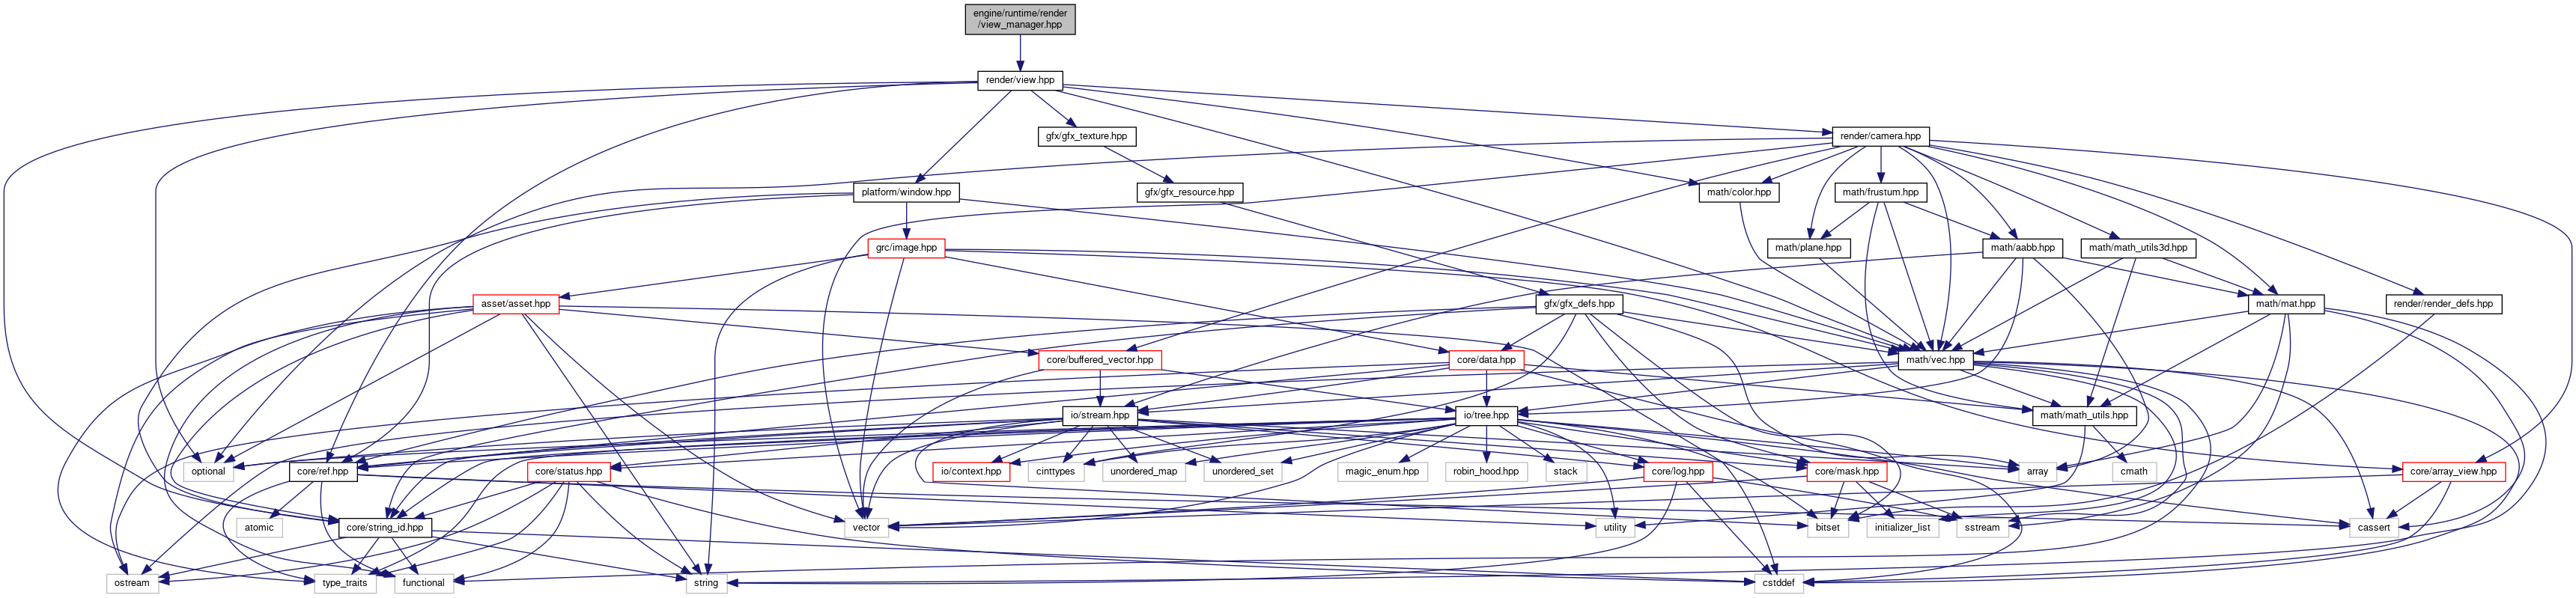 engine/runtime/render
/view_manager.hpp
render/view.hpp
gfx/gfx_texture.hpp
render/camera.hpp
platform/window.hpp
gfx/gfx_resource.hpp
math/color.hpp
math/frustum.hpp
grc/image.hpp
math/plane.hpp
math/aabb.hpp
math/math_utils3d.hpp
asset/asset.hpp
gfx/gfx_defs.hpp
math/mat.hpp
render/render_defs.hpp
core/buffered_vector.hpp
core/data.hpp
math/vec.hpp
io/stream.hpp
io/tree.hpp
math/math_utils.hpp
optional
core/ref.hpp
core/status.hpp
io/context.hpp
cinttypes
unordered_map
unordered_set
magic_enum.hpp
robin_hood.hpp
stack
core/log.hpp
core/mask.hpp
array
cmath
core/array_view.hpp
atomic
core/string_id.hpp
vector
utility
bitset
initializer_list
sstream
cassert
ostream
type_traits
functional
string
cstddef